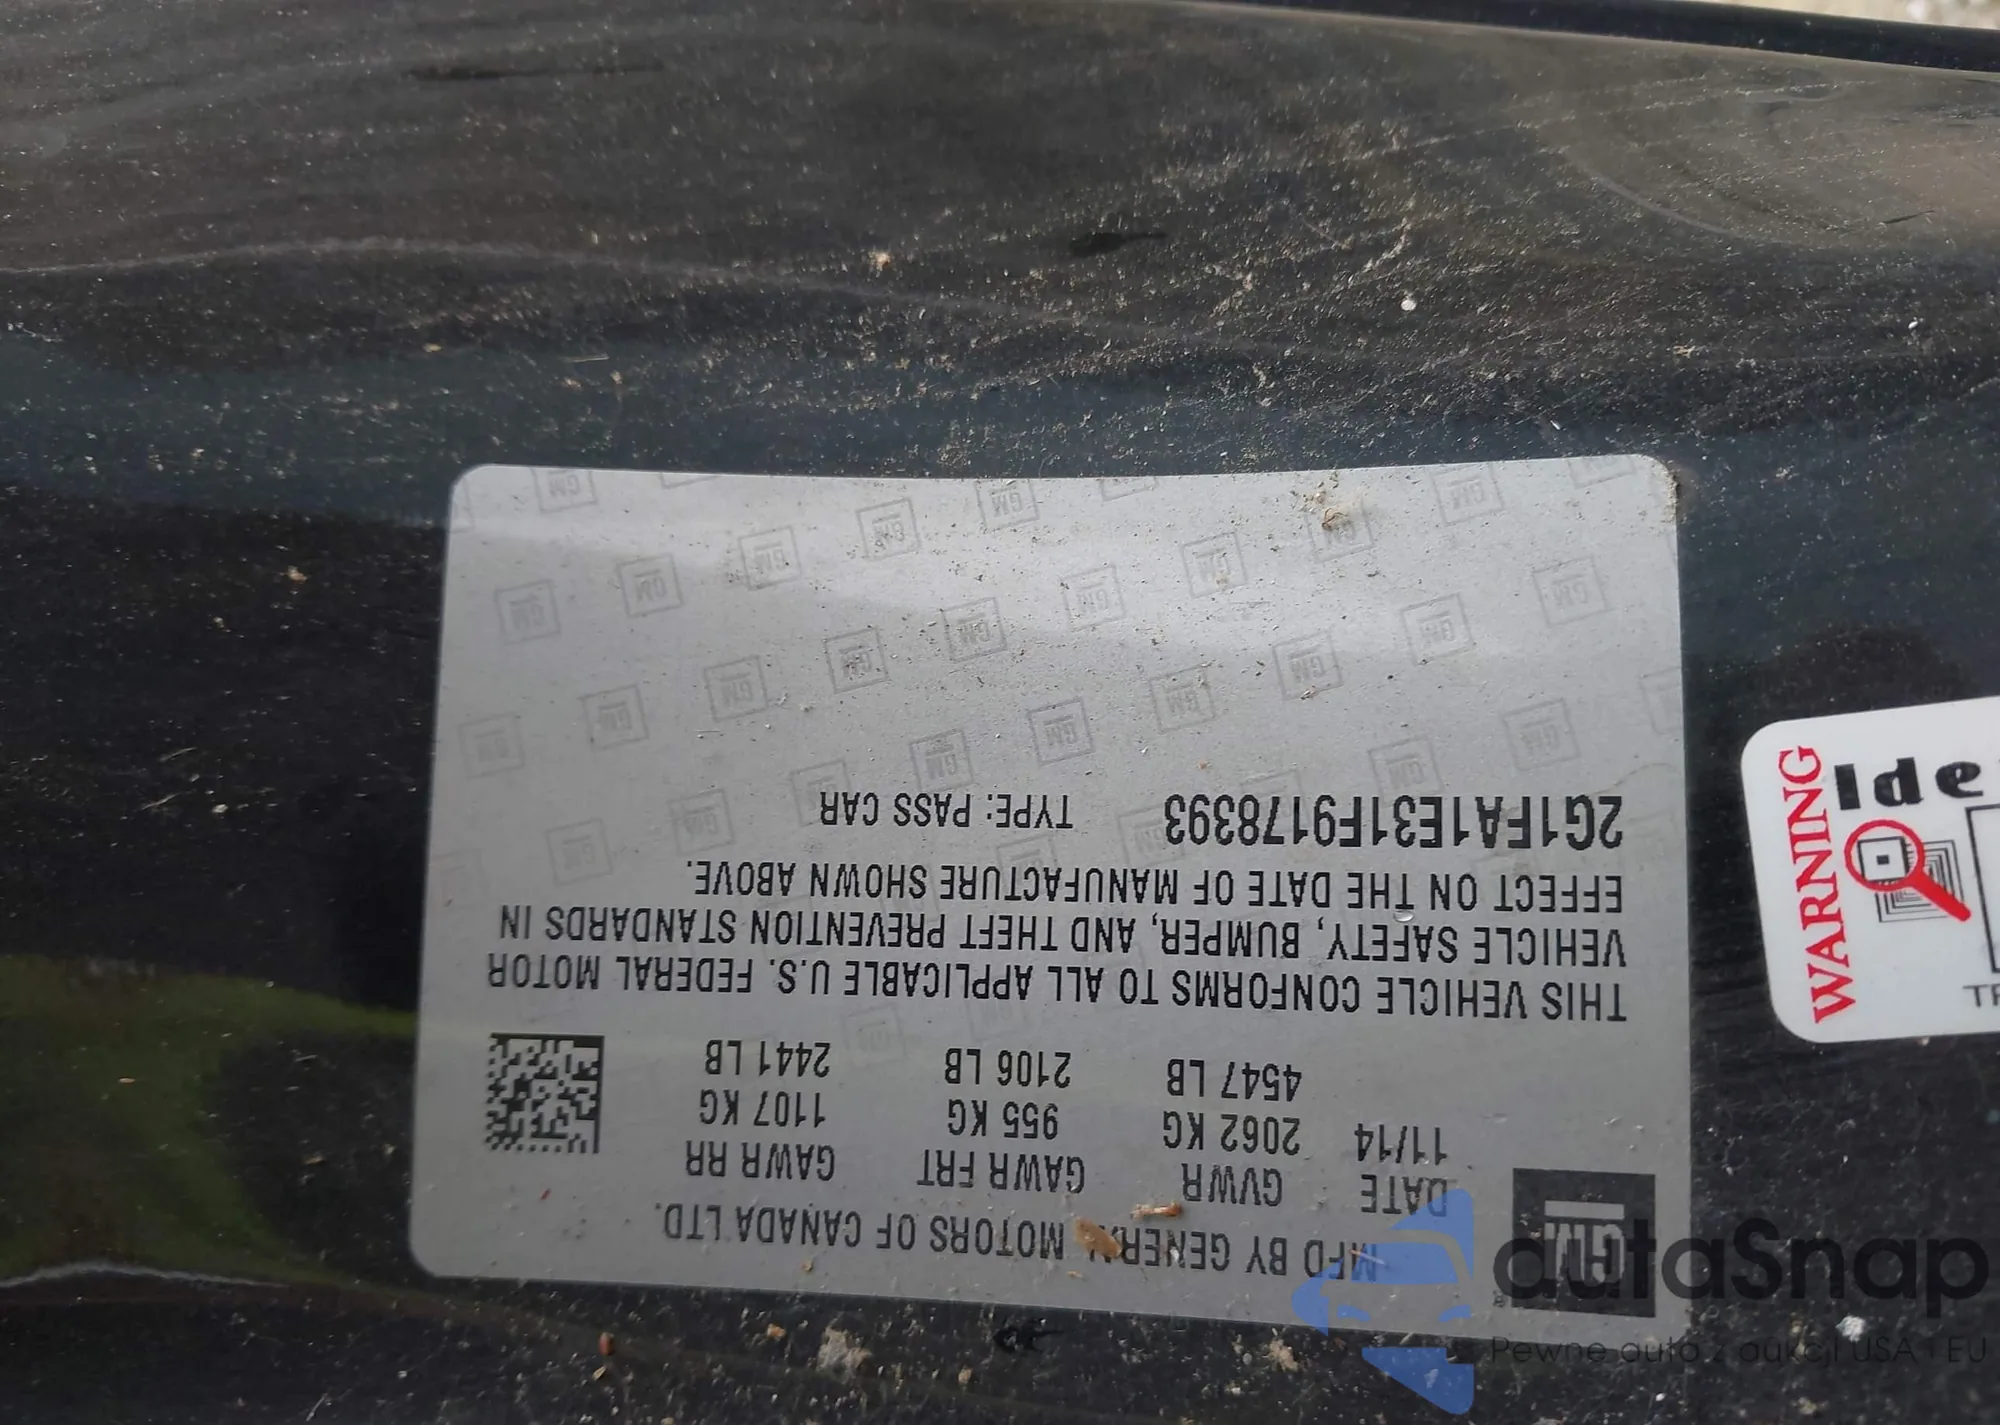 GM
MFD BY GENERAL MOTORS OF CANADA LTD.
DATE GVWR GAWR FRT GAWR RR
11/14 2062 KG 955 KG 1107 KG
4547 LB 2106 LB 2441 LB
THIS VEHICLE CONFORMS TO ALL APPLICABLE U.S. FEDERAL MOTOR
VEHICLE SAFETY, BUMPER, AND THEFT PREVENTION STANDARDS IN
EFFECT ON THE DATE OF MANUFACTURE SHOWN ABOVE.
2G1FA1E31F9178393 TYPE: PASS CAR
WARNING
Ide
TR
autoSnap
Pewne auto z aukcji USA i EU